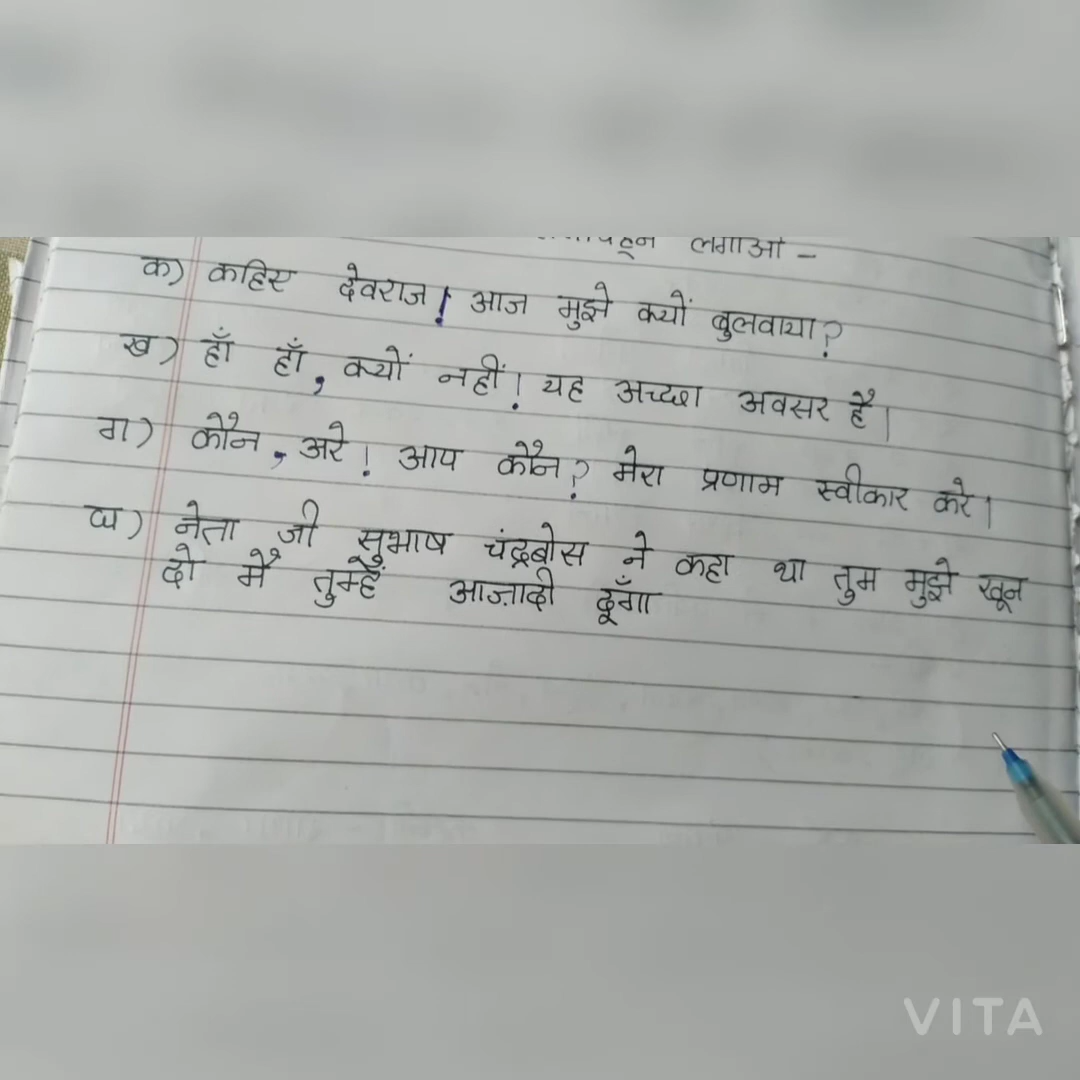 लगाओ -
क) कहिए देवराज! आज मुझे क्यों बुलवाया?
ख) हाँ हाँ, क्यों नहीं! यह अच्छा अवसर है।
ग) कौन, अरे! आप कौन? मेरा प्रणाम स्वीकार करे।
घ) नेता जी सुभाष चंद्रबोस ने कहा था तुम मुझे खून
दो मैं तुम्हें आज़ादी दूँगा
VITA